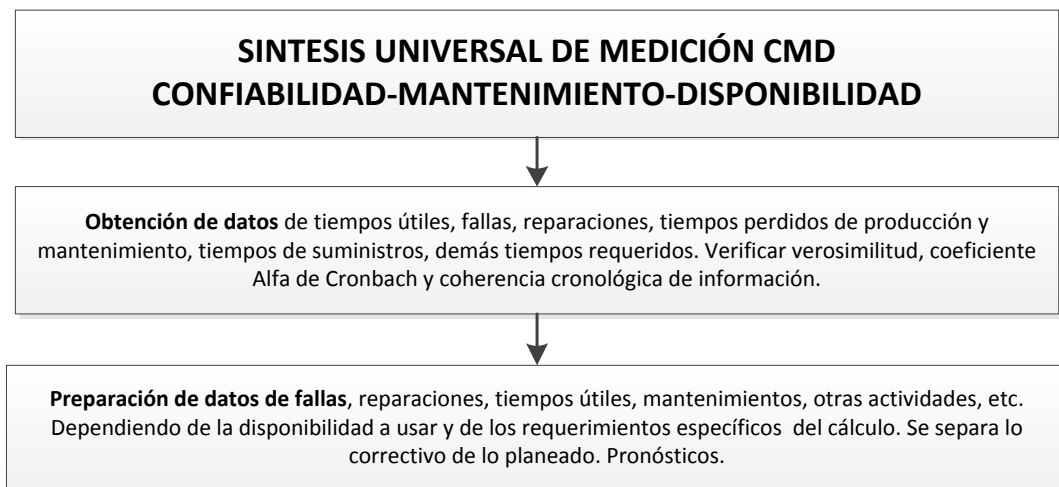 SINTESIS UNIVERSAL DE MEDICIÓN CMD
CONFIABILIDAD-MANTENIMIENTO-DISPONIBILIDAD
Obtención de datos de tiempos útiles, fallas, reparaciones, tiempos perdidos de producción y
mantenimiento, tiempos de suministros, demás tiempos requeridos. Verificar verosimilitud, coeficiente
Alfa de Cronbach y coherencia cronológica de información.
Preparación de datos de fallas, reparaciones, tiempos útiles, mantenimientos, otras actividades, etc.
Dependiendo de la disponibilidad a usar y de los requerimientos específicos  del cálculo. Se separa lo
correctivo de lo planeado. Pronósticos.